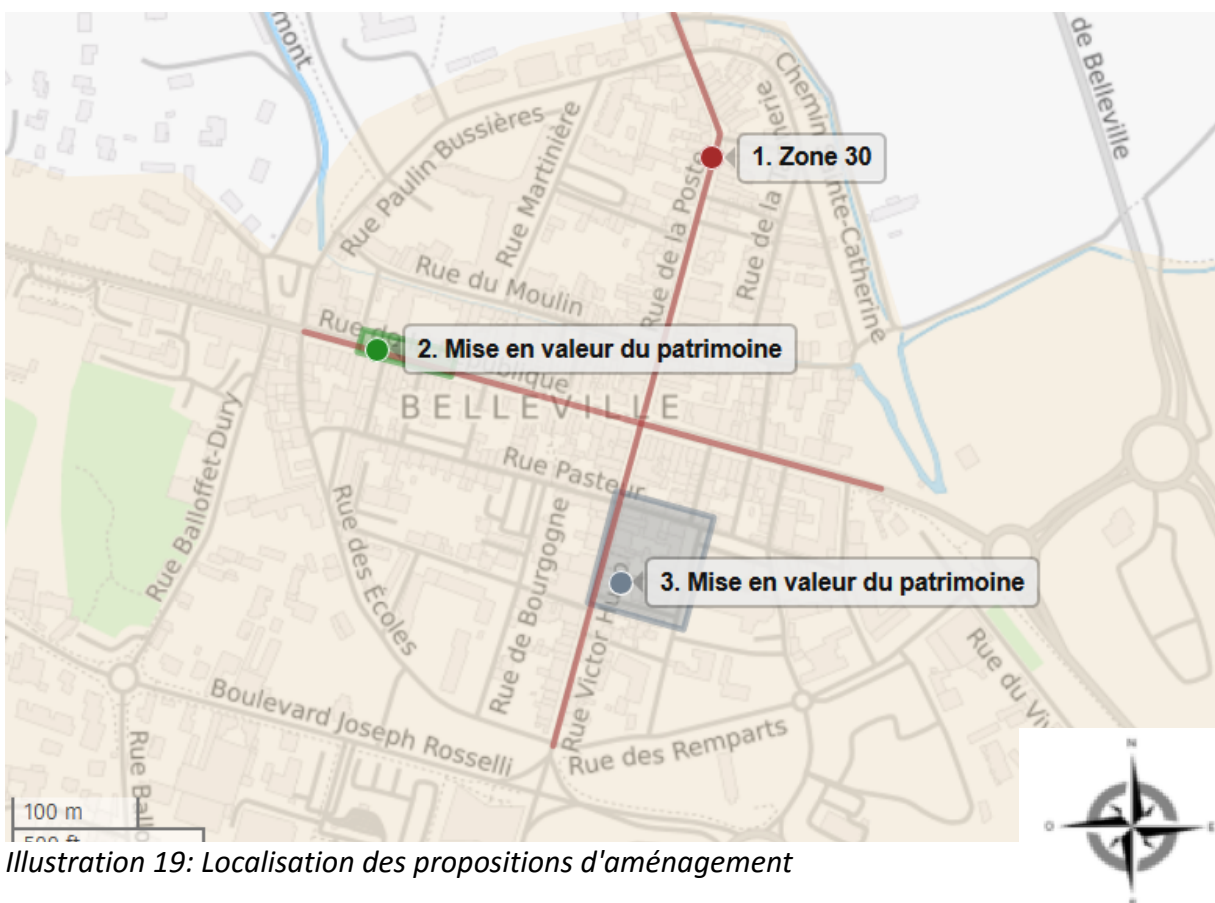 mont
de Belleville
Chemin Sainte-Catherine
Rue Paulin Bussières
Rue Martinière
1. Zone 30
Rue de la Poste
Rue de la
Rue du Moulin
Rue de
2. Mise en valeur du patrimoine
BELLEVILLE
Rue Balloffet-Dury
Rue Pasteur
Rue des Écoles
Rue de Bourgogne
3. Mise en valeur du patrimoine
Rue Victor
Rue du
Boulevard Joseph Rosselli
Rue des Remparts
Rue
100 m
N
O
E
Illustration 19: Localisation des propositions d'aménagement